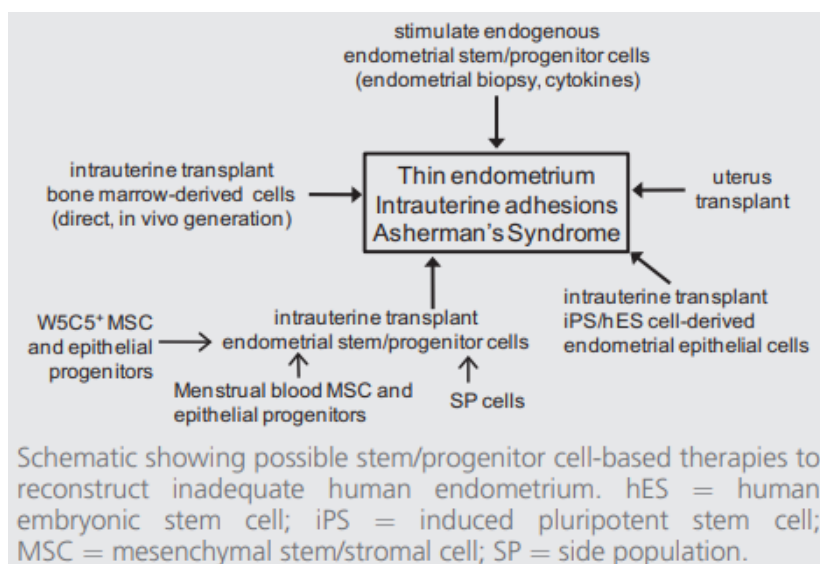 stimulate endogenous
endometrial stem/progenitor cells
(endometrial biopsy, cytokines)
intrauterine transplant
bone marrow-derived cells
(direct, in vivo generation)
Thin endometrium
Intrauterine adhesions
Asherman's Syndrome
uterus
transplant
W5C5⁺ MSC
and epithelial
progenitors
intrauterine transplant
endometrial stem/progenitor cells
intrauterine transplant
iPS/hES cell-derived
endometrial epithelial cells
Menstrual blood MSC and
epithelial progenitors
SP cells
Schematic showing possible stem/progenitor cell-based therapies to
reconstruct inadequate human endometrium. hES = human
embryonic stem cell; iPS = induced pluripotent stem cell;
MSC = mesenchymal stem/stromal cell; SP = side population.